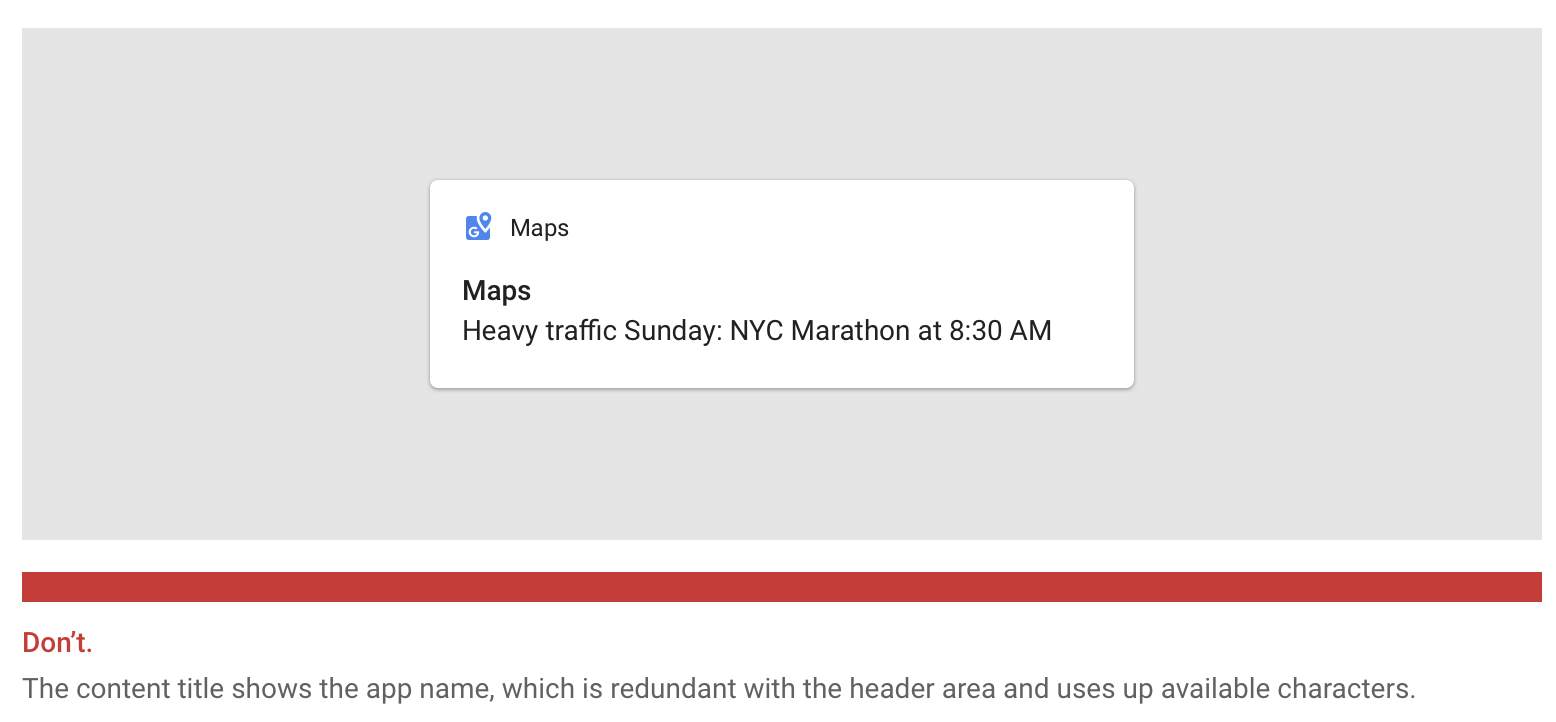 Maps
Maps
Heavy traffic Sunday: NYC Marathon at 8:30 AM
Don’t.
The content title shows the app name, which is redundant with the header area and uses up available characters.